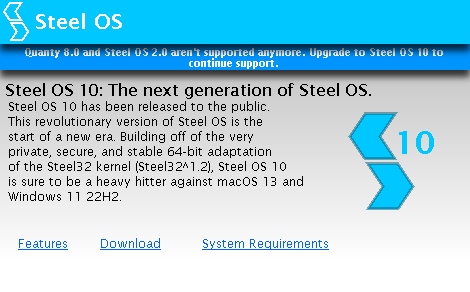 Steel OS
Quanty 8.0 and Steel OS 2.0 aren't supported anymore. Upgrade to Steel OS 10 to
continue support.
Steel OS 10: The next generation of Steel OS.
Steel OS 10 has been released to the public.
This revolutionary version of Steel OS is the
start of a new era. Building off of the very
private, secure, and stable 64-bit adaptation
of the Steel32 kernel (Steel32^1.2), Steel OS 10
is sure to be a heavy hitter against macOS 13 and
Windows 11 22H2.
10
Features Download System Requirements